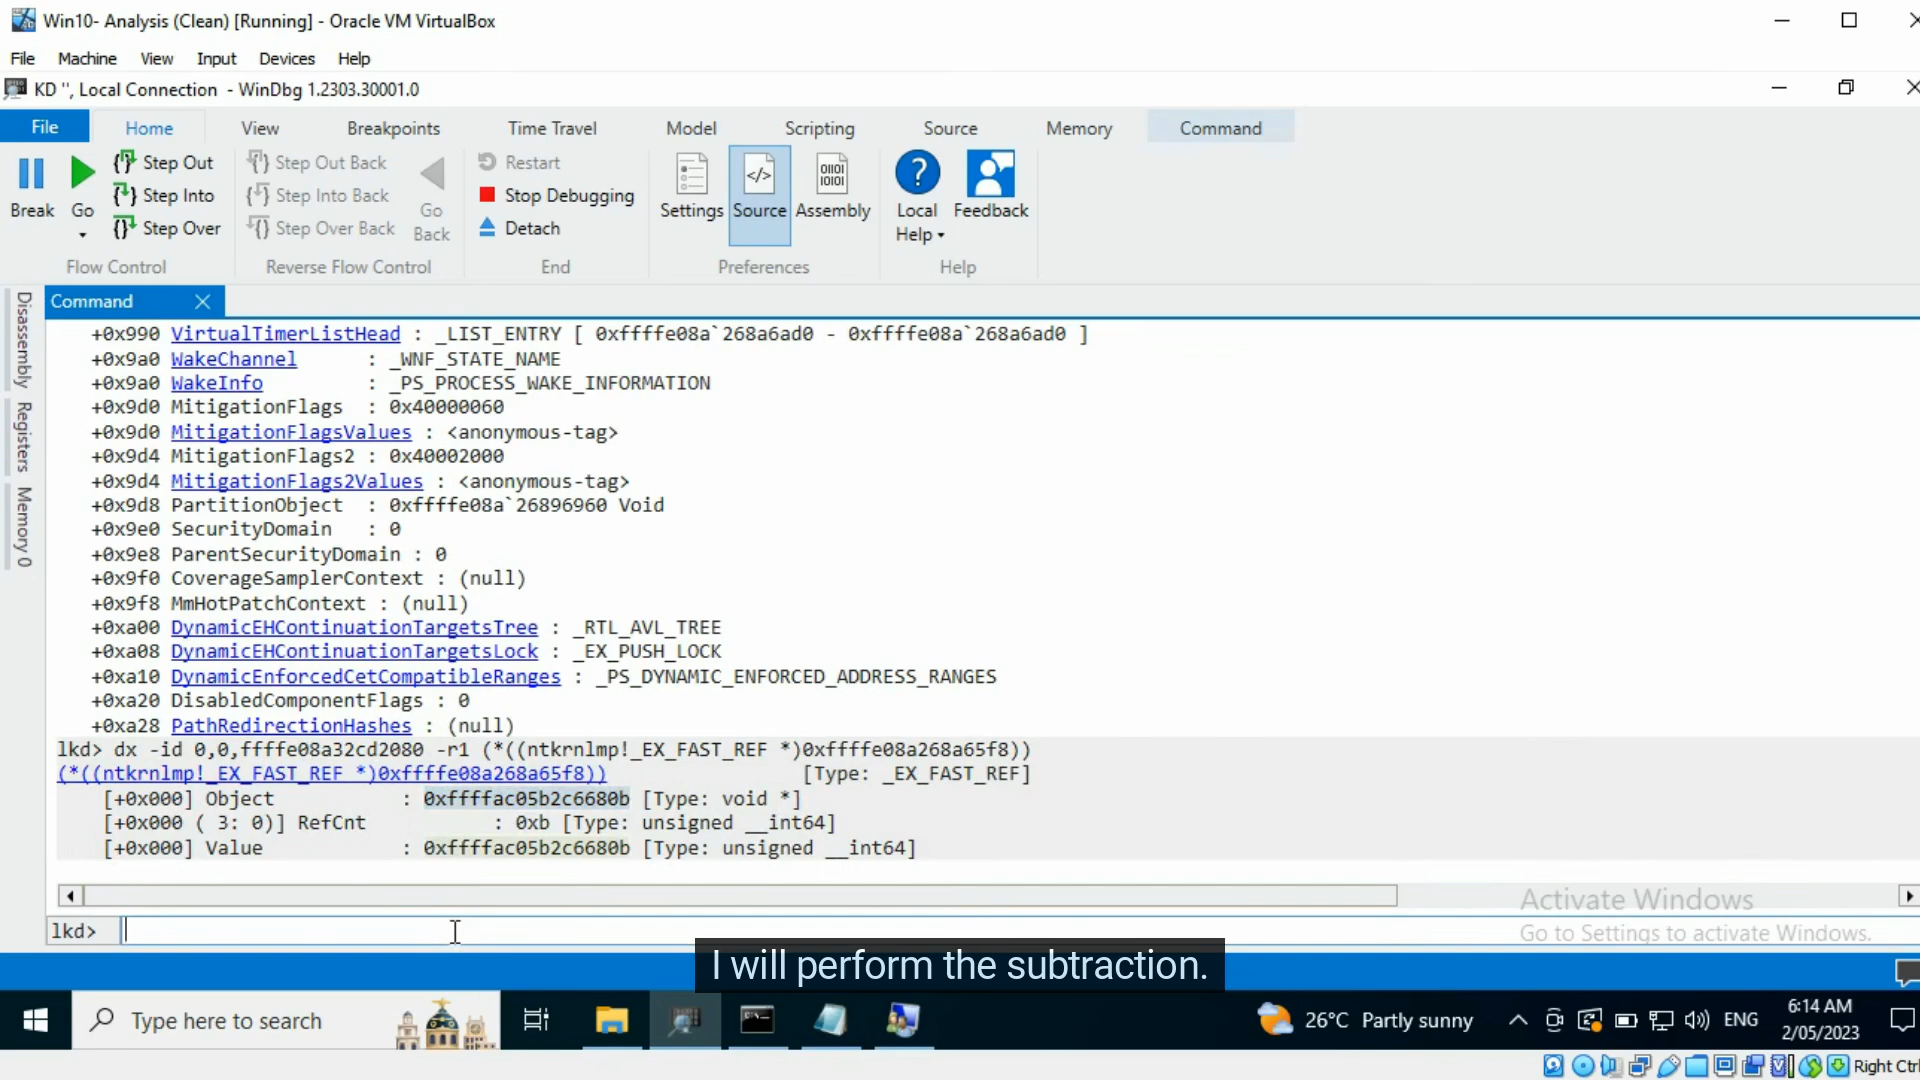 Win10- Analysis (Clean) [Running] - Oracle VM VirtualBox
File Machine View Input Devices Help
KD '', Local Connection - WinDbg 1.2303.30001.0
File Home View Breakpoints Time Travel Model Scripting Source Memory Command
Step Out Step Out Back Restart
Step Into Step Into Back Stop Debugging
Break Go Step Over Step Over Back Go Back Detach Settings Source Assembly Local Help Feedback
Flow Control Reverse Flow Control End Preferences Help
Disassembly
Registers
Memory 0
Command
+0x990 VirtualTimerListHead : _LIST_ENTRY [ 0xffffe08a`268a6ad0 - 0xffffe08a`268a6ad0 ]
+0x9a0 WakeChannel : _WNF_STATE_NAME
+0x9a0 WakeInfo : _PS_PROCESS_WAKE_INFORMATION
+0x9d0 MitigationFlags : 0x40000060
+0x9d0 MitigationFlagsValues : <anonymous-tag>
+0x9d4 MitigationFlags2 : 0x40002000
+0x9d4 MitigationFlags2Values : <anonymous-tag>
+0x9d8 PartitionObject : 0xffffe08a`26896960 Void
+0x9e0 SecurityDomain : 0
+0x9e8 ParentSecurityDomain : 0
+0x9f0 CoverageSamplerContext : (null)
+0x9f8 MmHotPatchContext : (null)
+0xa00 DynamicEHContinuationTargetsTree : _RTL_AVL_TREE
+0xa08 DynamicEHContinuationTargetsLock : _EX_PUSH_LOCK
+0xa10 DynamicEnforcedCetCompatibleRanges : _PS_DYNAMIC_ENFORCED_ADDRESS_RANGES
+0xa20 DisabledComponentFlags : 0
+0xa28 PathRedirectionHashes : (null)
lkd> dx -id 0,0,ffffe08a32cd2080 -r1 (*((ntkrnlmp!_EX_FAST_REF *)0xffffe08a268a65f8))
(*((ntkrnlmp!_EX_FAST_REF *)0xffffe08a268a65f8)) [Type: _EX_FAST_REF]
[+0x000] Object : 0xffffac05b2c6680b [Type: void *]
[+0x000 ( 3: 0)] RefCnt : 0xb [Type: unsigned __int64]
[+0x000] Value : 0xffffac05b2c6680b [Type: unsigned __int64]
Activate Windows
Go to Settings to activate Windows.
lkd>
I will perform the subtraction.
Type here to search
26°C Partly sunny
ENG
6:14 AM
2/05/2023
Right Ctrl